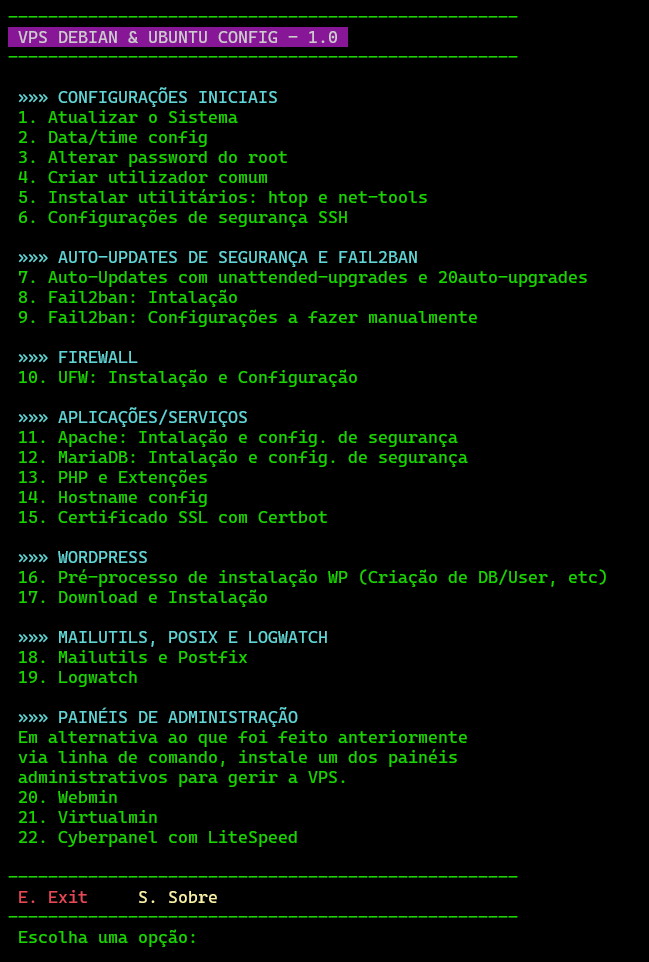 VPS DEBIAN & UBUNTU CONFIG - 1.0
»»» CONFIGURAÇÕES INICIAIS
1. Atualizar o Sistema
2. Data/time config
3. Alterar password do root
4. Criar utilizador comum
5. Instalar utilitários: htop e net-tools
6. Configurações de segurança SSH
»»» AUTO-UPDATES DE SEGURANÇA E FAIL2BAN
7. Auto-Updates com unattended-upgrades e 20auto-upgrades
8. Fail2ban: Intalação
9. Fail2ban: Configurações a fazer manualmente
»»» FIREWALL
10. UFW: Instalação e Configuração
»»» APLICAÇÕES/SERVIÇOS
11. Apache: Intalação e config. de segurança
12. MariaDB: Intalação e config. de segurança
13. PHP e Extenções
14. Hostname config
15. Certificado SSL com Certbot
»»» WORDPRESS
16. Pré-processo de instalação WP (Criação de DB/User, etc)
17. Download e Instalação
»»» MAILUTILS, POSIX E LOGWATCH
18. Mailutils e Postfix
19. Logwatch
»»» PAINÉIS DE ADMINISTRAÇÃO
Em alternativa ao que foi feito anteriormente
via linha de comando, instale um dos painéis
administrativos para gerir a VPS.
20. Webmin
21. Virtualmin
22. Cyberpanel com LiteSpeed
E. Exit     S. Sobre
Escolha uma opção: